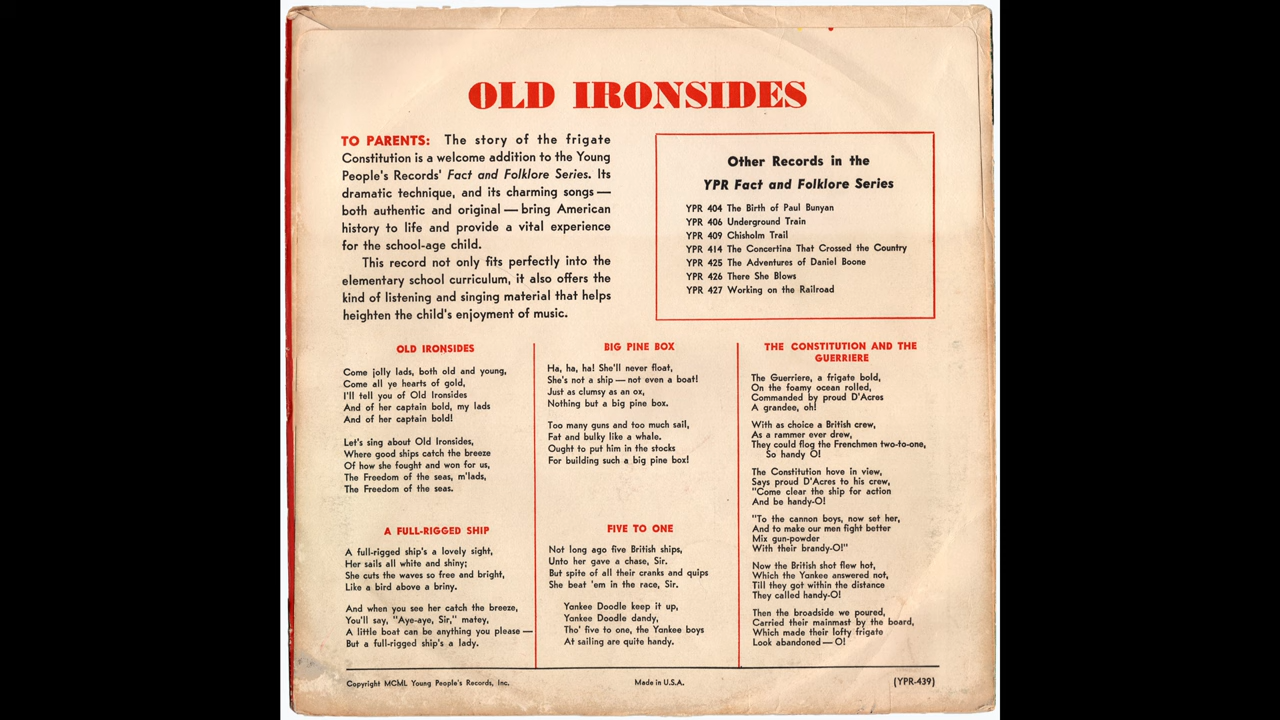 OLD IRONSIDES
TO PARENTS: The story of the frigate
Constitution is a welcome addition to the Young
People's Records' Fact and Folklore Series. Its
dramatic technique, and its charming songs —
both authentic and original — bring American
history to life and provide a vital experience
for the school-age child.
This record not only fits perfectly into the
elementary school curriculum, it also offers the
kind of listening and singing material that helps
heighten the child's enjoyment of music.
Other Records in the
YPR Fact and Folklore Series
YPR 404 The Birth of Paul Bunyan
YPR 406 Underground Train
YPR 409 Chisholm Trail
YPR 414 The Concertina That Crossed the Country
YPR 425 The Adventures of Daniel Boone
YPR 426 There She Blows
YPR 427 Working on the Railroad
OLD IRONSIDES
Come jolly lads, both old and young,
Come all ye hearts of gold,
I'll tell you of Old Ironsides
And of her captain bold, my lads
And of her captain bold!
Let's sing about Old Ironsides,
Where good ships catch the breeze
Of how she fought and won for us,
The Freedom of the seas, m'lads,
The Freedom of the seas.
A FULL-RIGGED SHIP
A full-rigged ship's a lovely sight,
Her sails all white and shiny;
She cuts the waves so free and bright,
Like a bird above a briny.
And when you see her catch the breeze,
You'll say, "Aye-aye, Sir," matey,
A little boat can be anything you please —
But a full-rigged ship's a lady.
BIG PINE BOX
Ha, ha, ha! She'll never float,
She's not a ship — not even a boat!
Just as clumsy as an ox,
Nothing but a big pine box.
Too many guns and too much sail,
Fat and bulky like a whale.
Ought to put him in the stocks
For building such a big pine box!
FIVE TO ONE
Not long ago five British ships,
Unto her gave a chase, Sir.
But spite of all their cranks and quips
She beat 'em in the race, Sir.
Yankee Doodle keep it up,
Yankee Doodle dandy,
Tho' five to one, the Yankee boys
At sailing are quite handy.
THE CONSTITUTION AND THE
GUERRIERE
The Guerriere, a frigate bold,
On the foamy ocean rolled,
Commanded by proud D'Acres
A grandee, oh!
With as choice a British crew,
As a rammer ever drew,
They could flog the Frenchmen two-to-one,
So handy O!
The Constitution hove in view,
Says proud D'Acres to his crew,
"Come clear the ship for action
And be handy-O!
"To the cannon boys, now set her,
And to make our men fight better
Mix gun-powder
With their brandy-O!"
Now the British shot flew hot,
Which the Yankee answered not,
Till they got within the distance
They called handy-O!
Then the broadside we poured,
Carried their mainmast by the board,
Which made their lofty frigate
Look abandoned — O!
Copyright MCML Young People's Records, Inc.
Made in U.S.A.
(YPR-439)